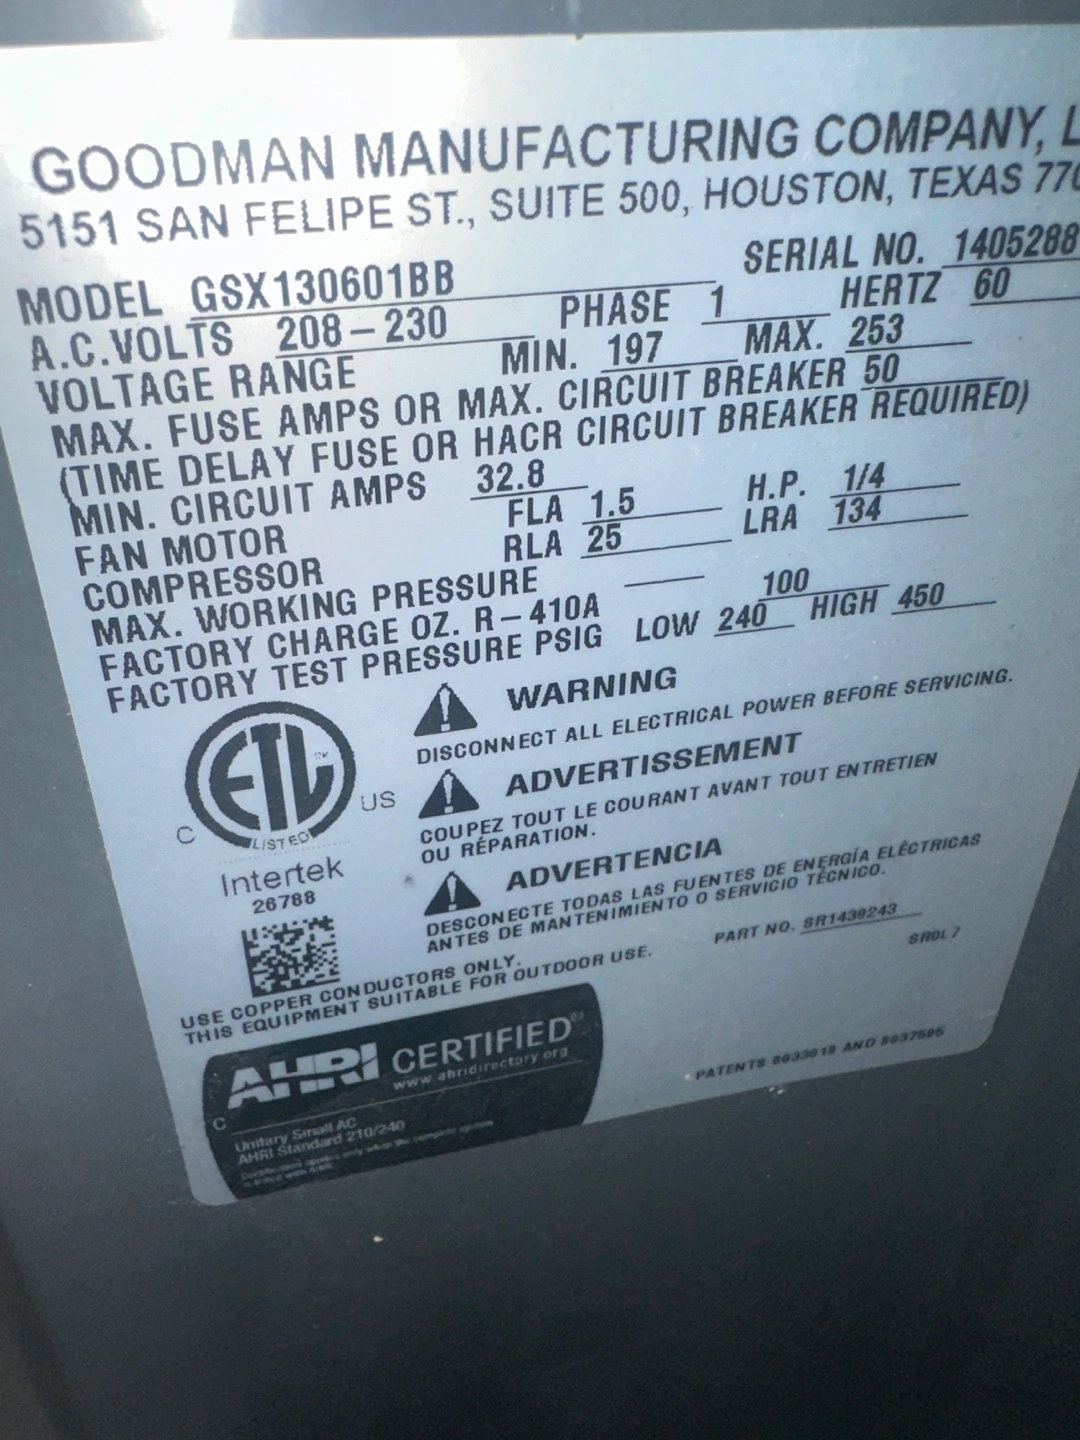 GOODMAN MANUFACTURING COMPANY, L
5151 SAN FELIPE ST., SUITE 500, HOUSTON, TEXAS 770
MODEL GSX130601BB SERIAL NO. 1405288
A.C. VOLTS 208-230 PHASE 1 HERTZ 60
VOLTAGE RANGE MIN. 197 MAX. 253
MAX. FUSE AMPS OR MAX. CIRCUIT BREAKER 50
(TIME DELAY FUSE OR HACR CIRCUIT BREAKER REQUIRED)
MIN. CIRCUIT AMPS 32.8
FAN MOTOR FLA 1.5 H.P. 1/4
COMPRESSOR RLA 25 LRA 134
MAX. WORKING PRESSURE
FACTORY CHARGE OZ. R-410A 100
FACTORY TEST PRESSURE PSIG LOW 240 HIGH 450
WARNING
DISCONNECT ALL ELECTRICAL POWER BEFORE SERVICING.
ADVERTISSEMENT
COUPEZ TOUT LE COURANT AVANT TOUT ENTRETIEN
OU RÉPARATION.
ADVERTENCIA
DESCONECTE TODAS LAS FUENTES DE ENERGÍA ELÉCTRICAS
ANTES DE MANTENIMIENTO O SERVICIO TÉCNICO.
C ETL US
LISTED
Intertek
26788
PART NO. SR1439243
SR0L7
USE COPPER CONDUCTORS ONLY.
THIS EQUIPMENT SUITABLE FOR OUTDOOR USE.
AHRI CERTIFIED®
www.ahridirectory.org
C
Unitary Small AC
AHRI Standard 210/240
PATENTS 8033018 AND 8037595